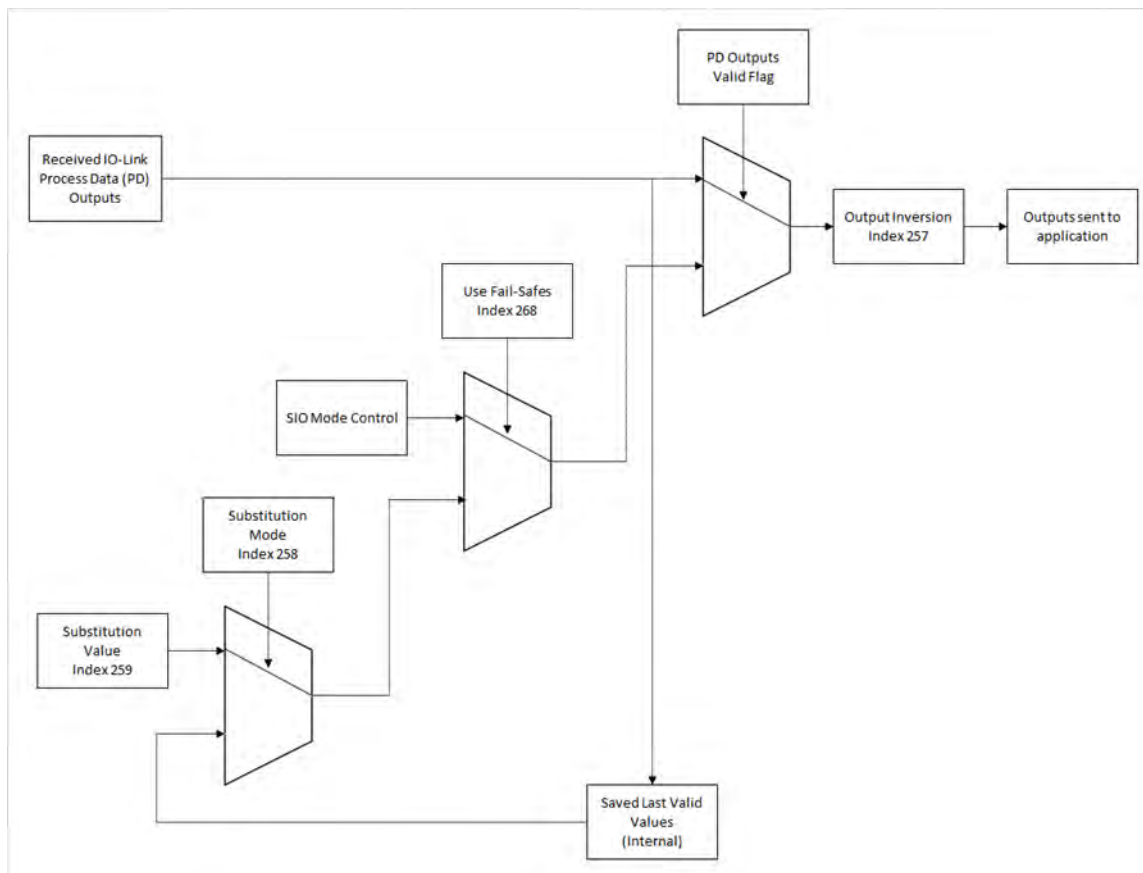 PD Outputs
Valid Flag
Received IO-Link
Process Data (PD)
Outputs
Output Inversion
Index 257
Outputs sent to
application
Use Fail-Safes
Index 268
SIO Mode Control
Substitution
Mode
Index 258
Substitution
Value
Index 259
Saved Last Valid
Values
(Internal)